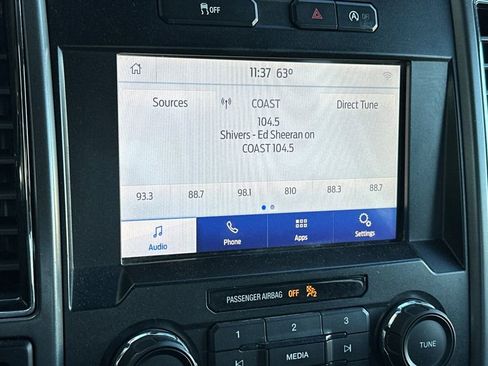 OFF
11:37 63°
Sources COAST Direct Tune
104.5
Shivers - Ed Sheeran on
COAST 104.5
93.3 88.7 98.1 810 88.3 88.7
Audio Phone Apps Settings
PASSENGER AIRBAG OFF
1 2 3
MEDIA
TUNE